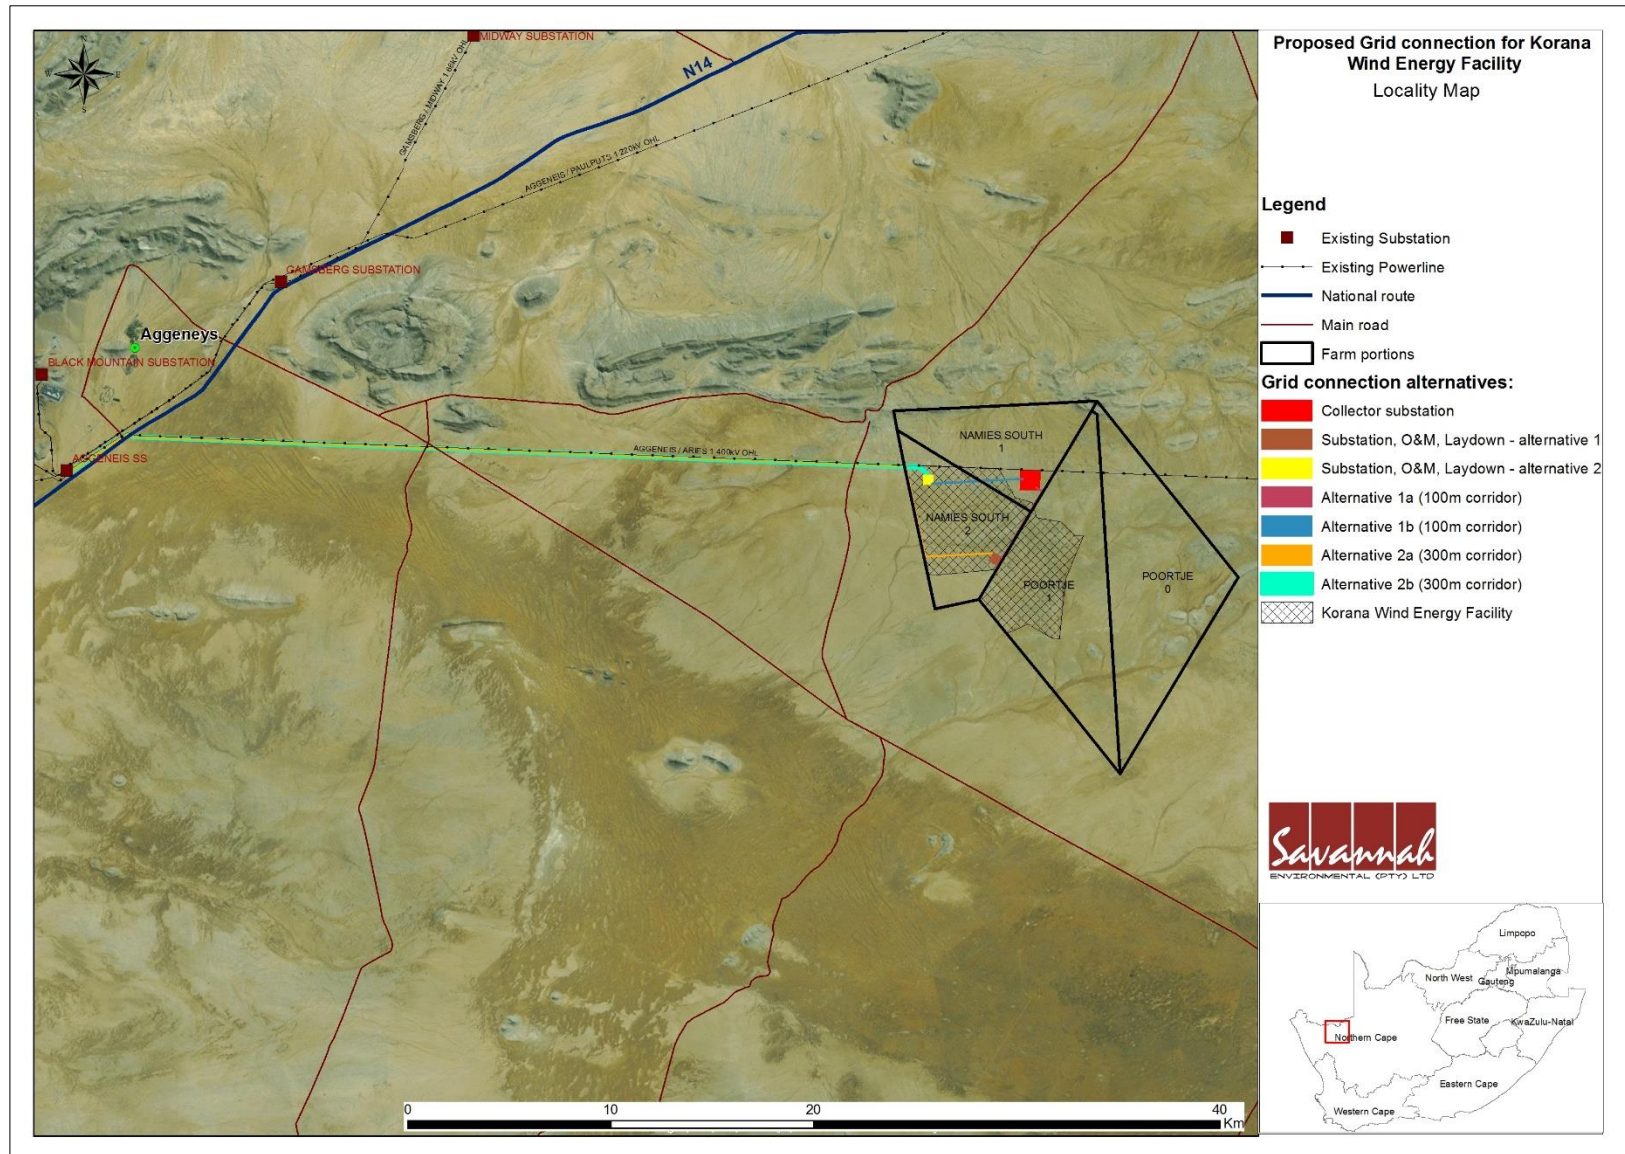 Proposed Grid connection for Korana
Wind Energy Facility
Locality Map
N
W
E
S
MIDWAY SUBSTATION
N14
GAMSBERG / MIDWAY 1 66kV OHL
AGGENEIS / PAULPUTS 1 220kV OHL
GAMSBERG SUBSTATION
Aggeneys
BLACK MOUNTAIN SUBSTATION
AGGENEIS SS
AGGENEIS / ARIES 1 400kV OHL
NAMIES SOUTH
1
NAMIES SOUTH
2
POORTJE
1
POORTJE
0
0
10
20
40
Km
Legend
Existing Substation
Existing Powerline
National route
Main road
Farm portions
Grid connection alternatives:
Collector substation
Substation, O&M, Laydown - alternative 1
Substation, O&M, Laydown - alternative 2
Alternative 1a (100m corridor)
Alternative 1b (100m corridor)
Alternative 2a (300m corridor)
Alternative 2b (300m corridor)
Korana Wind Energy Facility
Savannah
ENVIRONMENTAL (PTY) LTD
Limpopo
North West
Mpumalanga
Gauteng
Free State
KwaZulu-Natal
Northern Cape
Eastern Cape
Western Cape